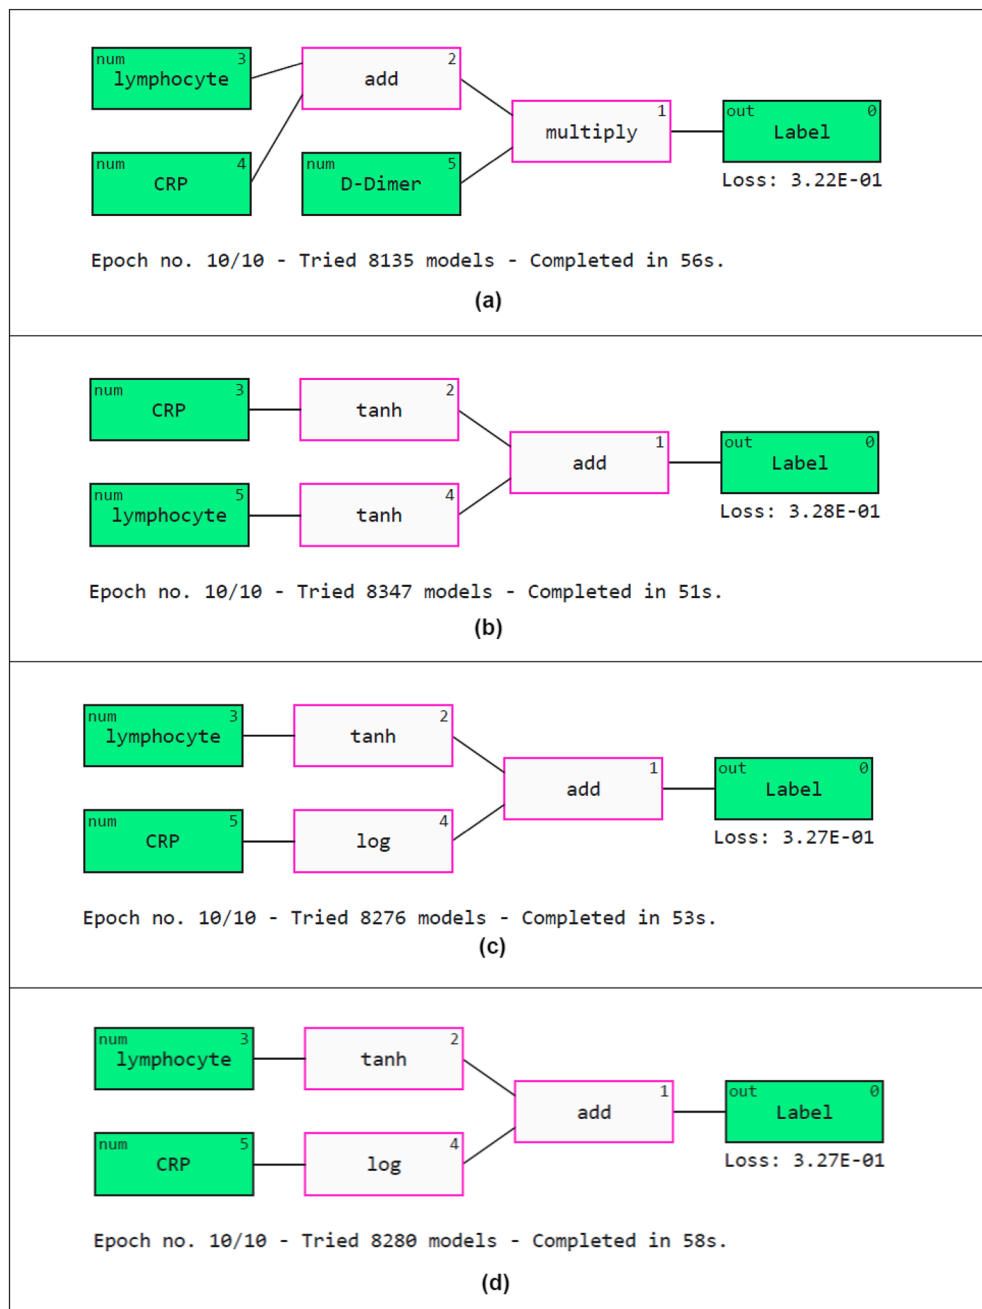 num 3 2
lymphocyte add
num 4 num 5 1 out 0
CRP D-Dimer multiply Label
Loss: 3.22E-01
Epoch no. 10/10 - Tried 8135 models - Completed in 56s.
(a)
num 3 2
CRP tanh
1 out 0
add Label
num 5 4
lymphocyte tanh
Loss: 3.28E-01
Epoch no. 10/10 - Tried 8347 models - Completed in 51s.
(b)
num 3 2
lymphocyte tanh
1 out 0
add Label
num 5 4
CRP log
Loss: 3.27E-01
Epoch no. 10/10 - Tried 8276 models - Completed in 53s.
(c)
num 3 2
lymphocyte tanh
1 out 0
add Label
num 5 4
CRP log
Loss: 3.27E-01
Epoch no. 10/10 - Tried 8280 models - Completed in 58s.
(d)